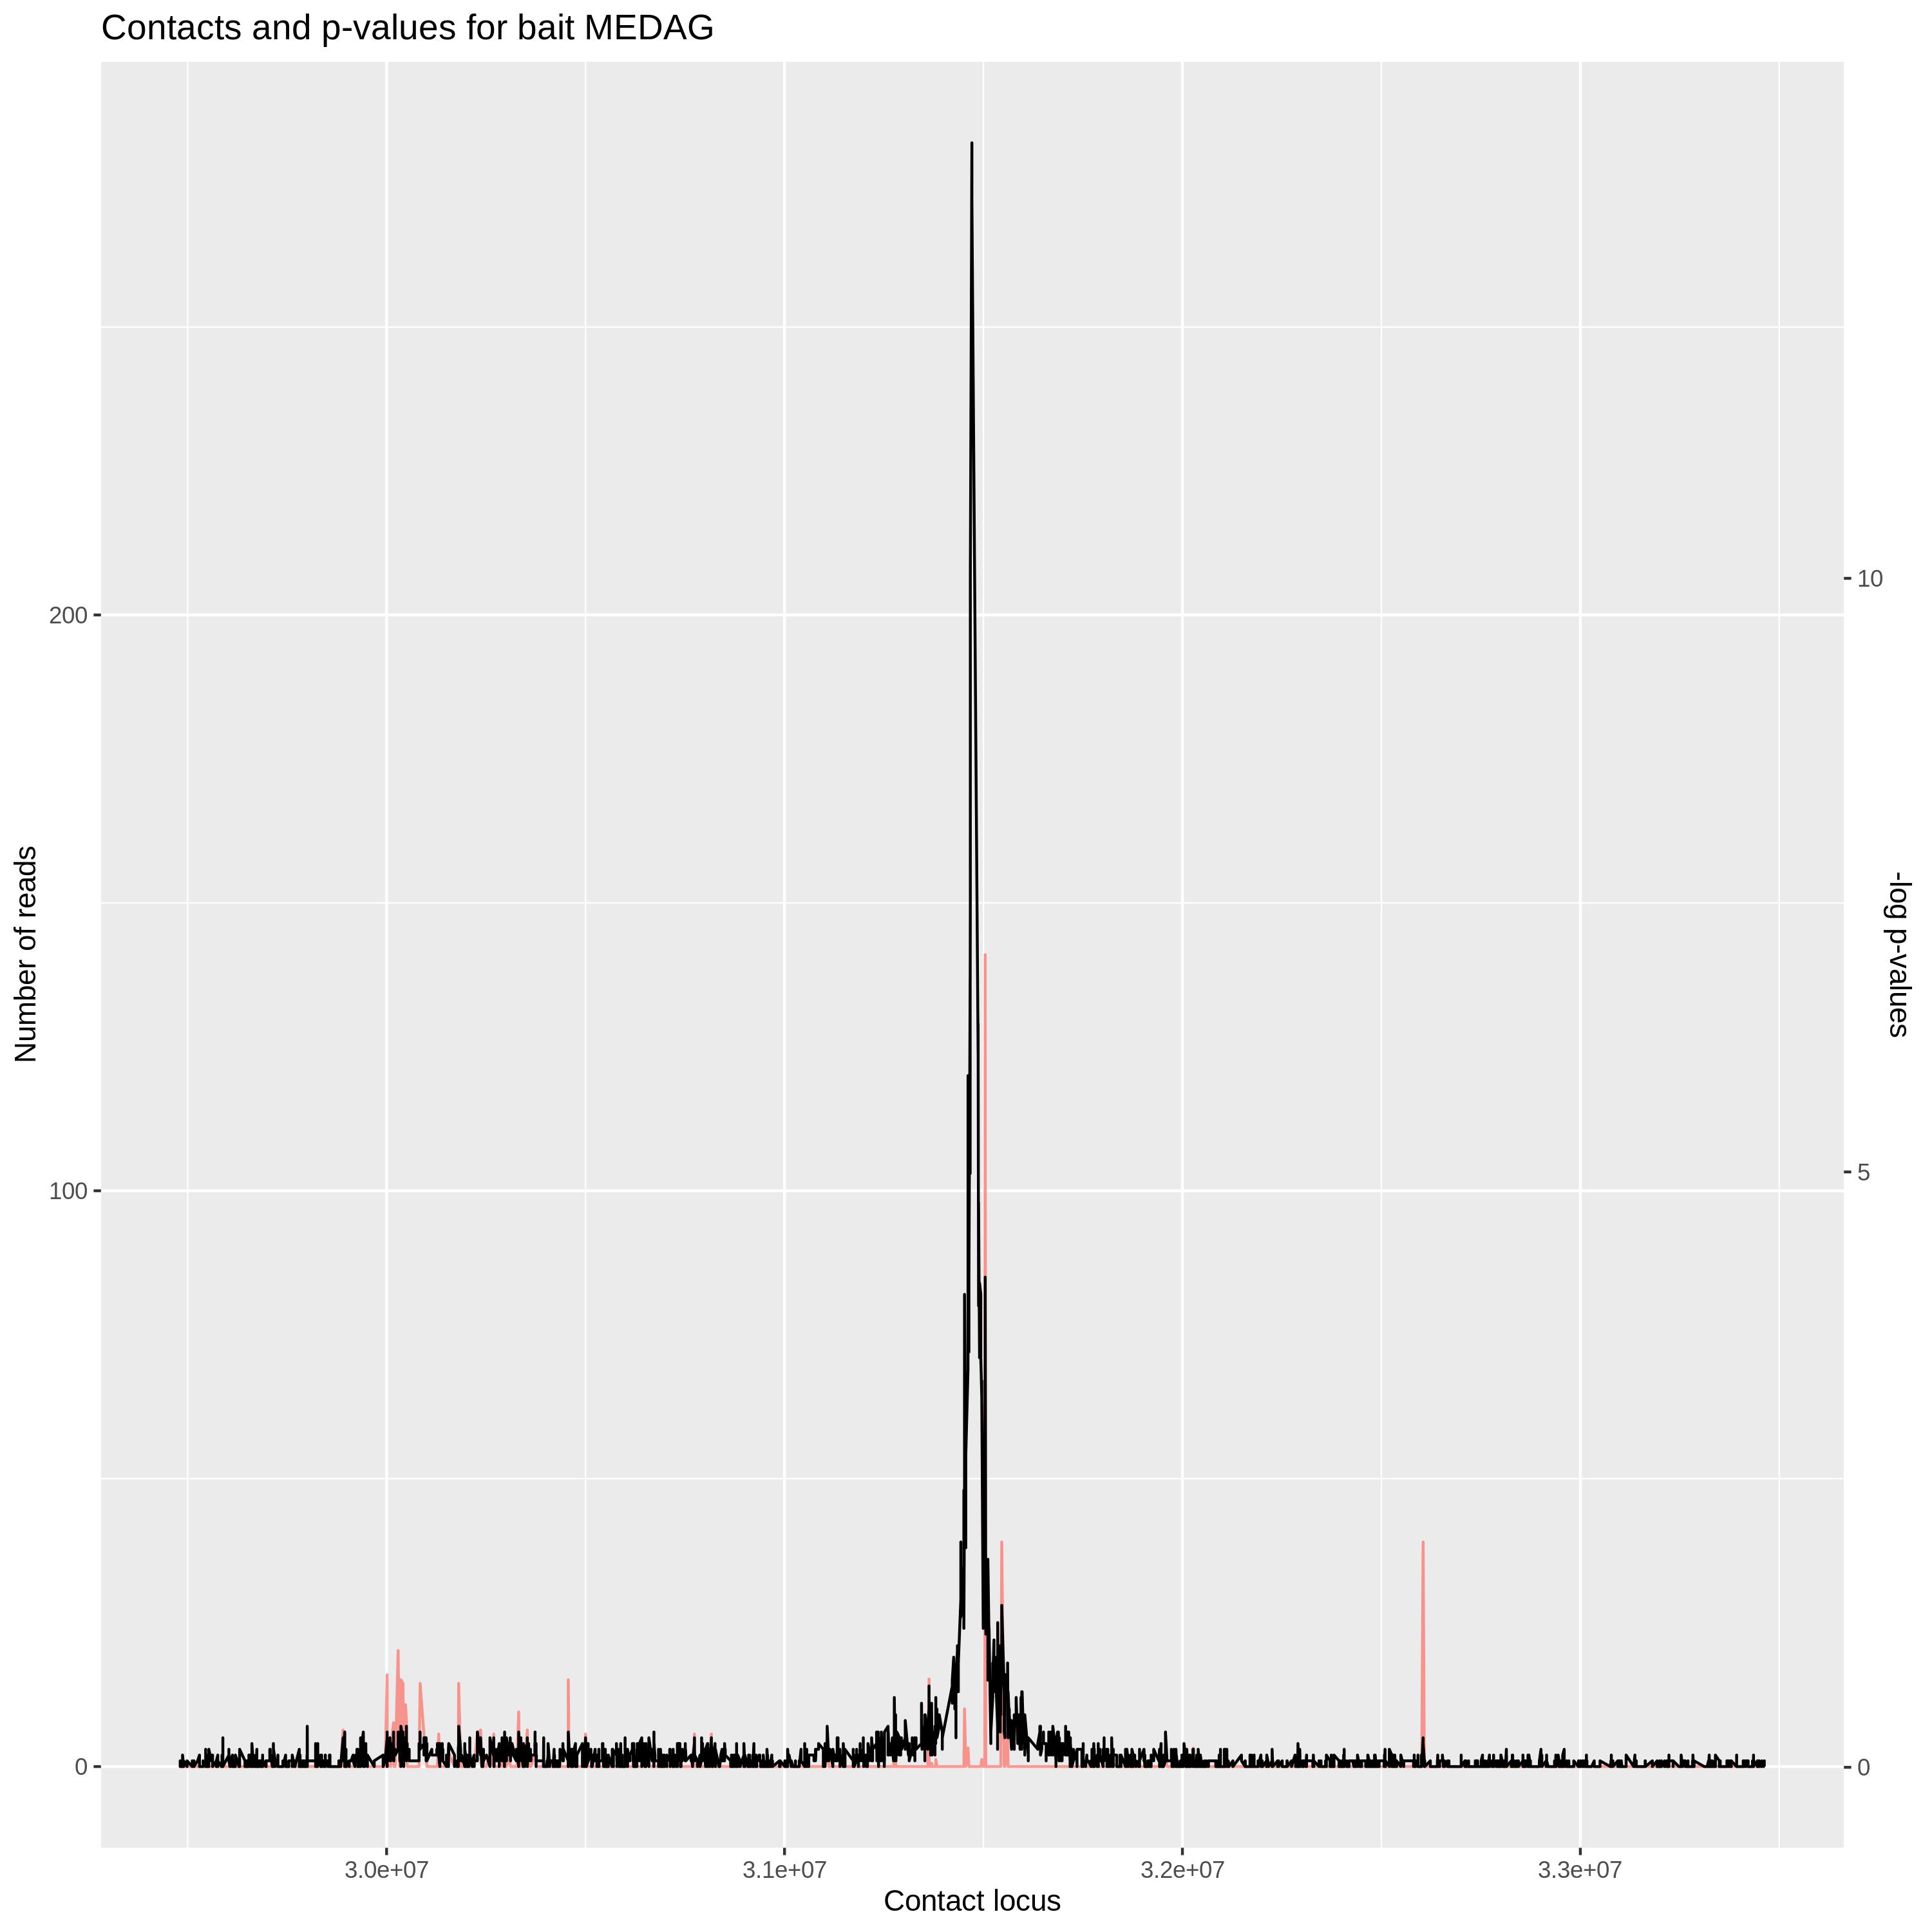 Contacts and p-values for bait MEDAG
Number of reads
200
100
0
10
5
0
-log p-values
3.0e+07
3.1e+07
3.2e+07
3.3e+07
Contact locus